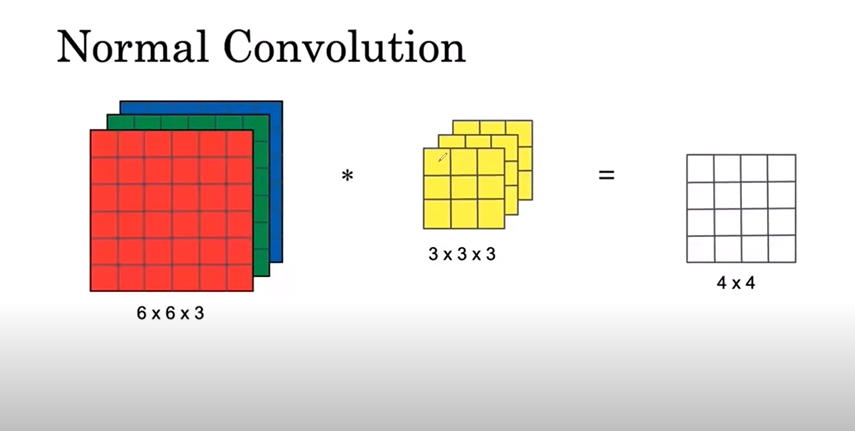 Normal Convolution
*
=
3 x 3 x 3
4 x 4
6 x 6 x 3